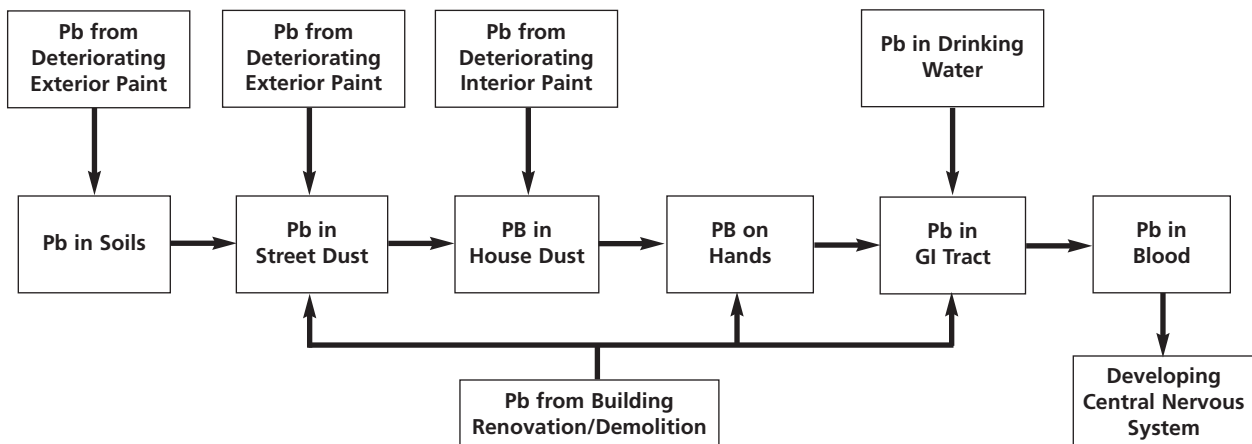 Pb from
Deteriorating
Exterior Paint
Pb from
Deteriorating
Exterior Paint
Pb from
Deteriorating
Interior Paint
Pb in Drinking
Water
Pb in Soils
Pb in
Street Dust
PB in
House Dust
PB on
Hands
Pb in
GI Tract
Pb in
Blood
Pb from Building
Renovation/Demolition
Developing
Central Nervous
System